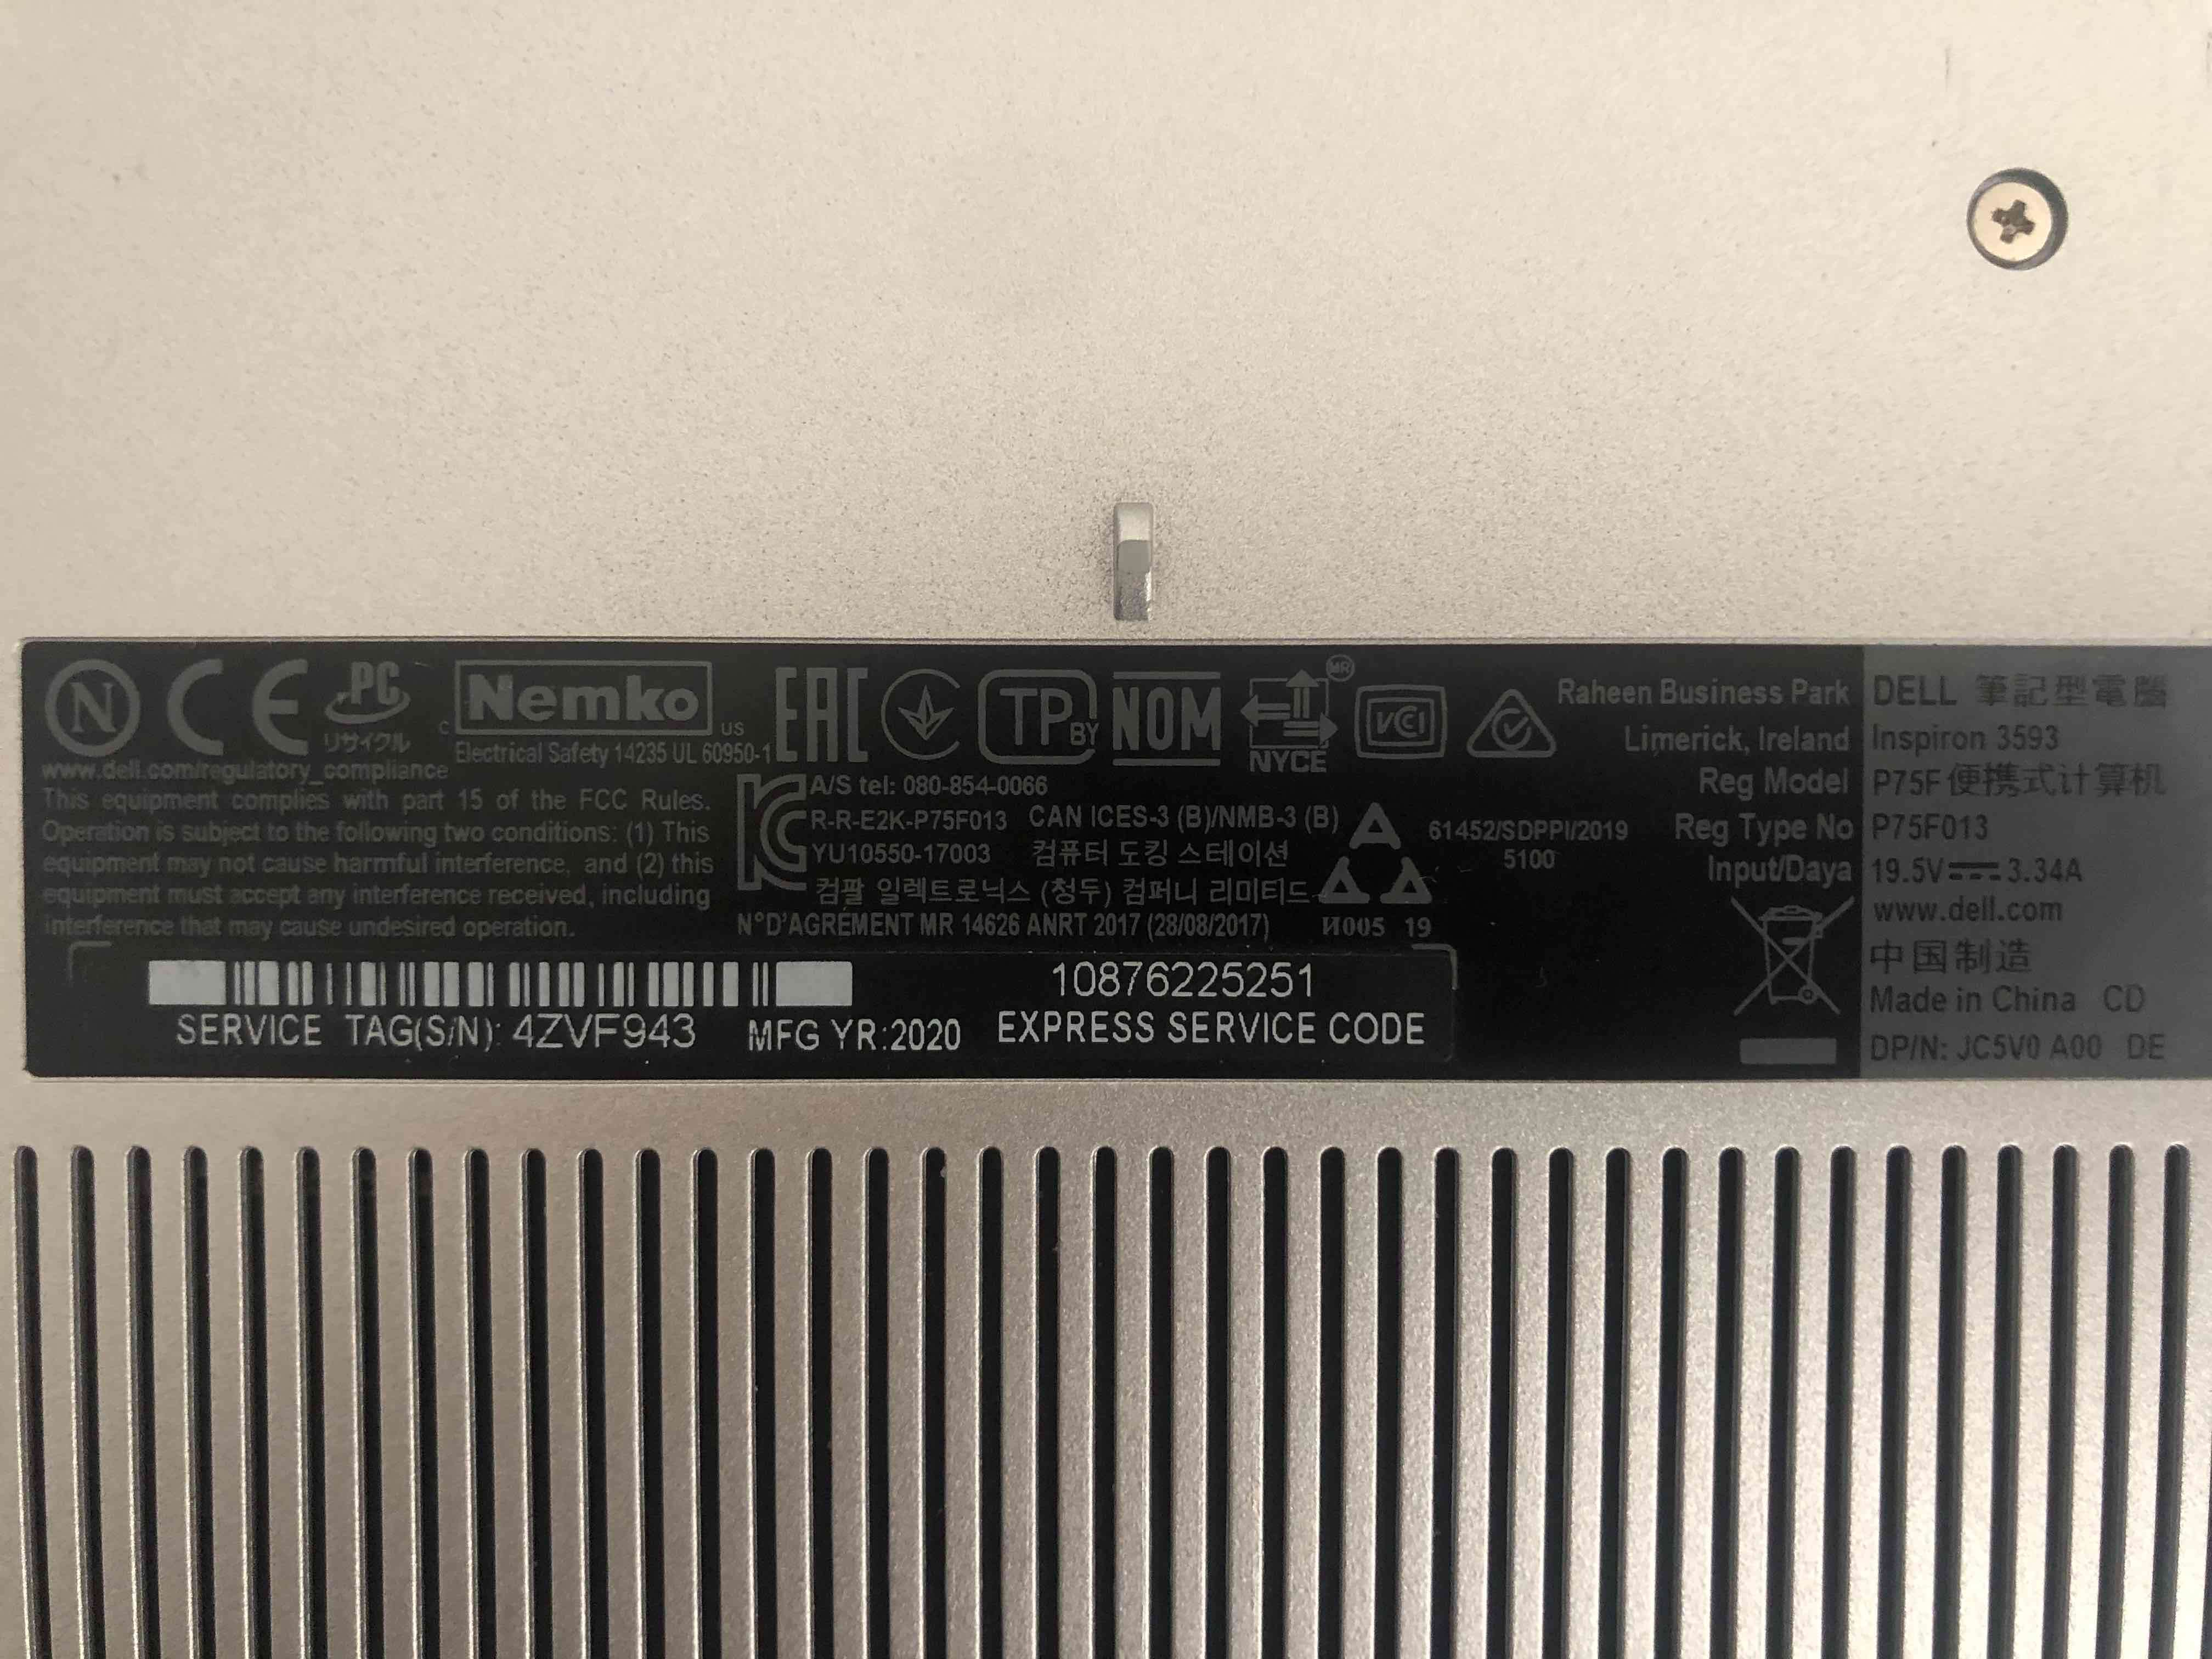 N CE PC Nemko EAC TP BY NOM MR VCI
リサイクル
c US
Electrical Safety 14235 UL 60950-1
NYCE
www.dell.com/regulatory_compliance
This equipment complies with part 15 of the FCC Rules.
Operation is subject to the following two conditions: (1) This
equipment may not cause harmful interference, and (2) this
equipment must accept any interference received, including
interference that may cause undesired operation.
A/S tel: 080-854-0066
R-R-E2K-P75F013 CAN ICES-3 (B)/NMB-3 (B)
YU10550-17003 컴퓨터 도킹 스테이션
컴팔 일렉트로닉스 (청두) 컴퍼니 리미티드
N°D'AGRÉMENT MR 14626 ANRT 2017 (28/08/2017)
И005 19
61452/SDPPI/2019
5100
Raheen Business Park
Limerick, Ireland
Reg Model
Reg Type No
Input/Daya
DELL 筆記型電腦
Inspiron 3593
P75F 便携式计算机
P75F013
19.5V 3.34A
www.dell.com
中国制造
Made in China CD
DP/N: JC5V0 A00 DE
SERVICE TAG(S/N): 4ZVF943 MFG YR:2020
10876225251
EXPRESS SERVICE CODE